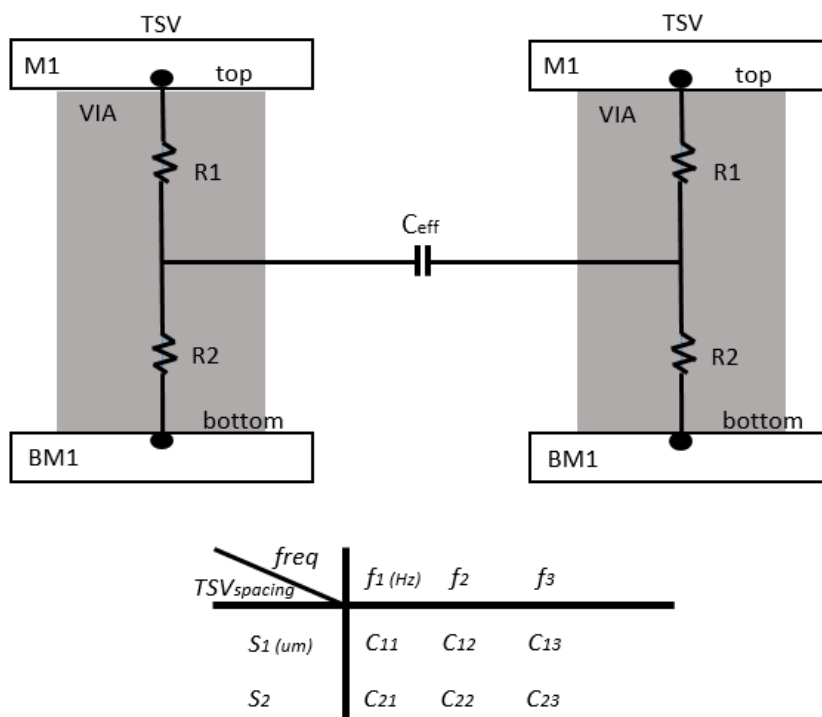 TSV TSV
M1 top M1 top
VIA VIA
R1 R1
Ceff
R2 R2
bottom bottom
BM1 BM1
freq
TSVspacing f1 (Hz) f2 f3
S1 (um) C11 C12 C13
S2 C21 C22 C23